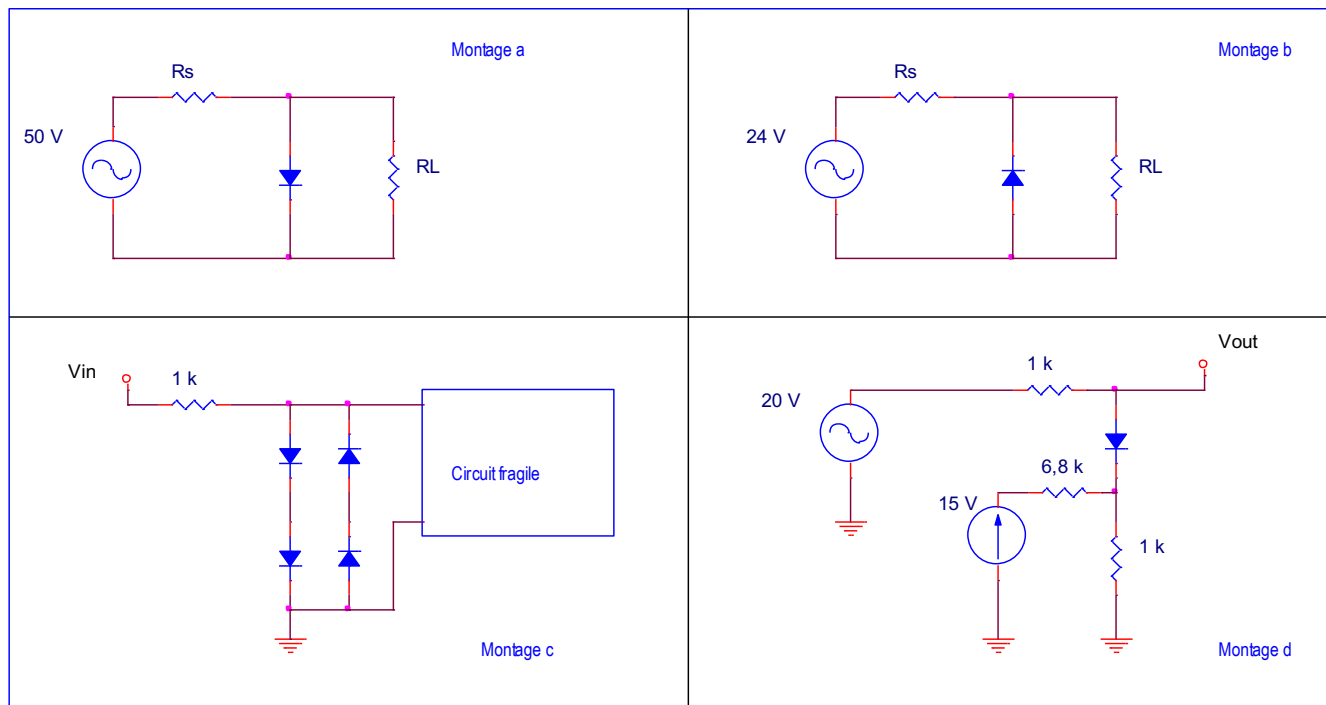 Montage a
Rs
50 V
RL
Montage b
Rs
24 V
RL
Vin
1 k
Circuit fragile
Montage c
Vout
1 k
20 V
6,8 k
15 V
1 k
Montage d